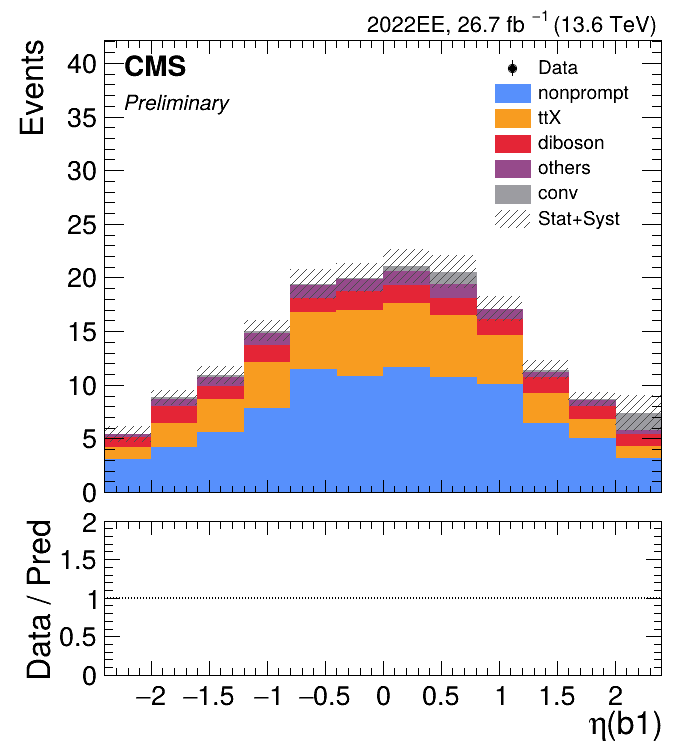 2022EE, 26.7 fb⁻¹ (13.6 TeV)
CMS
Preliminary
Events
40
35
30
25
20
15
10
5
0
Data
nonprompt
ttX
diboson
others
conv
Stat+Syst
Data / Pred
2
1.5
1
0.5
0
−2 −1.5 −1 −0.5 0 0.5 1 1.5 2
η(b1)